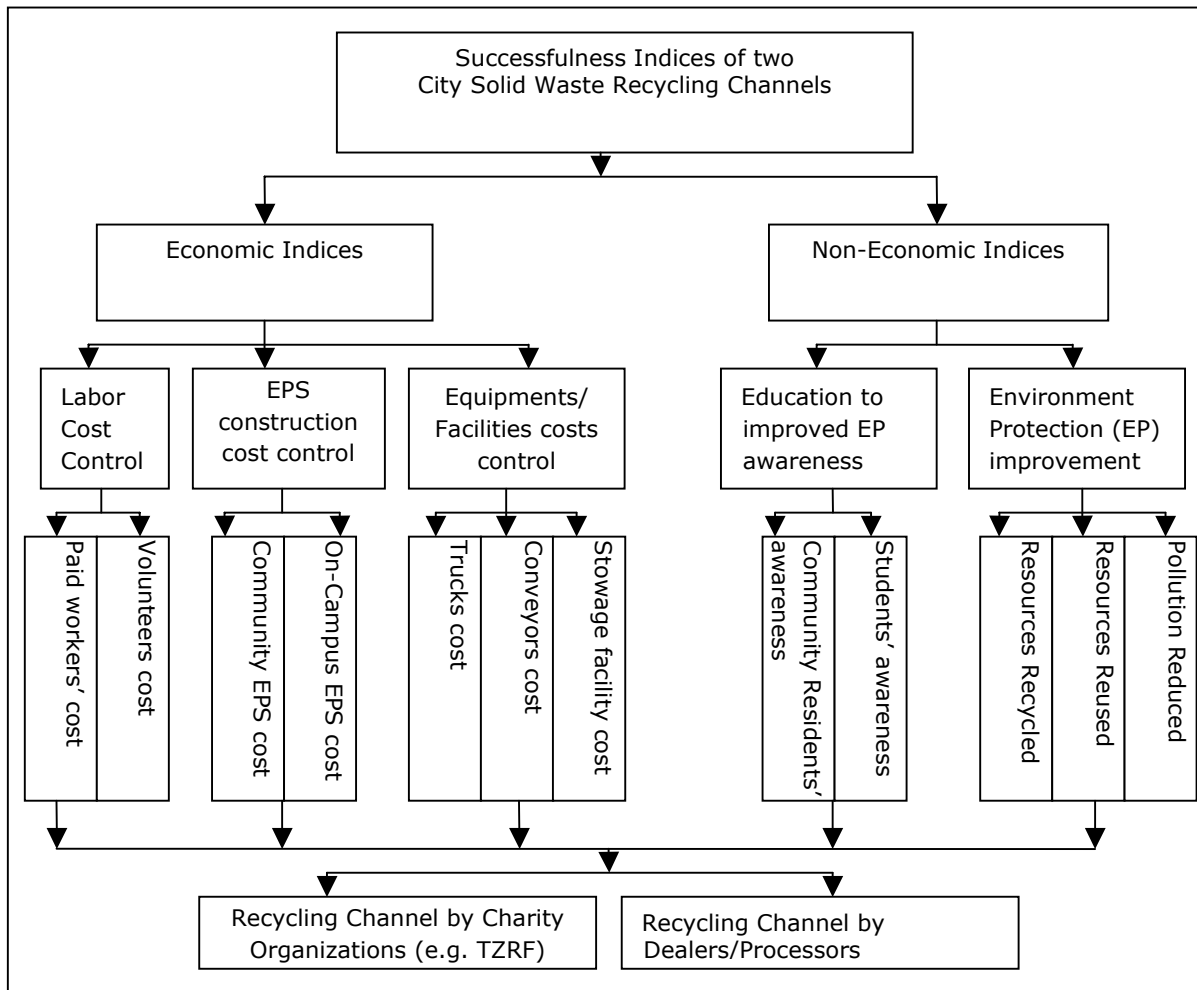 Successfulness Indices of two
City Solid Waste Recycling Channels
Economic Indices
Non-Economic Indices
Labor
Cost
Control
EPS
construction
cost control
Equipments/
Facilities costs
control
Education to
improved EP
awareness
Environment
Protection (EP)
improvement
Paid workers’ cost
Volunteers cost
Community EPS cost
On-Campus EPS cost
Trucks cost
Conveyors cost
Stowage facility cost
Community Residents’
awareness
Students’ awareness
Resources Recycled
Resources Reused
Pollution Reduced
Recycling Channel by Charity
Organizations (e.g. TZRF)
Recycling Channel by
Dealers/Processors